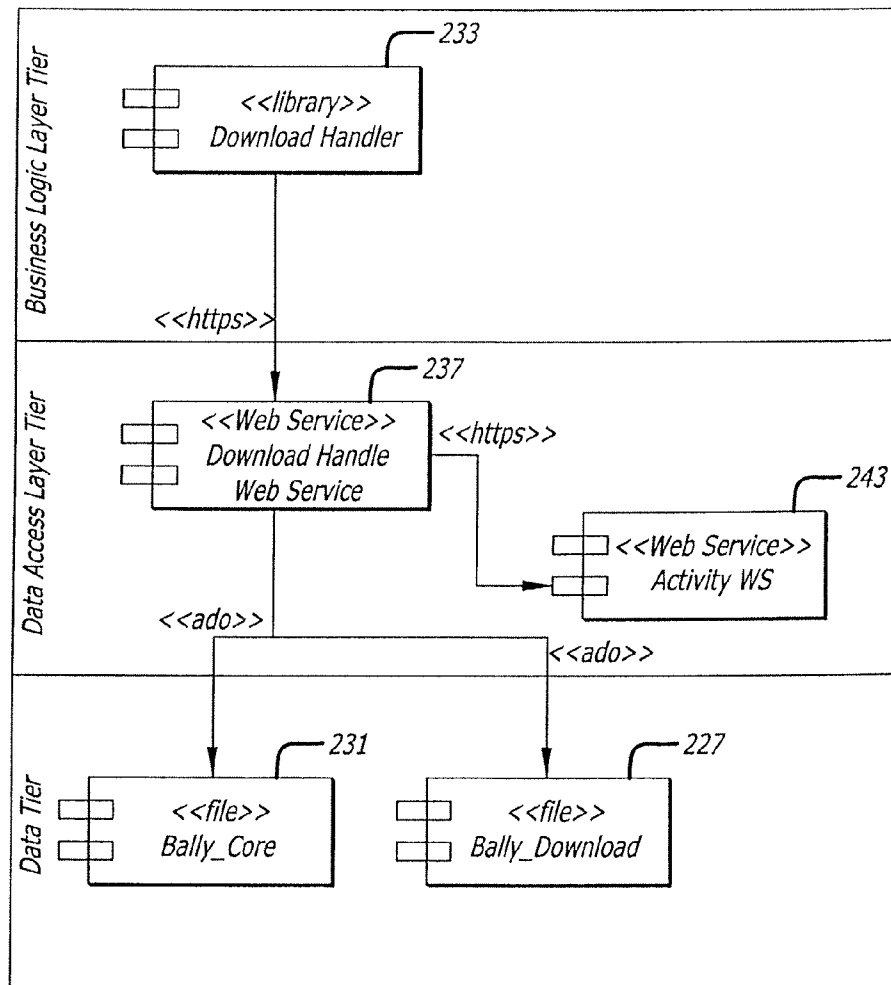 Business Logic Layer Tier
233
<<library>>
Download Handler
<<https>>
Data Access Layer Tier
237
<<Web Service>>
Download Handle
Web Service
<<https>>
243
<<Web Service>>
Activity WS
<<ado>>
<<ado>>
Data Tier
231
<<file>>
Bally_Core
227
<<file>>
Bally_Download